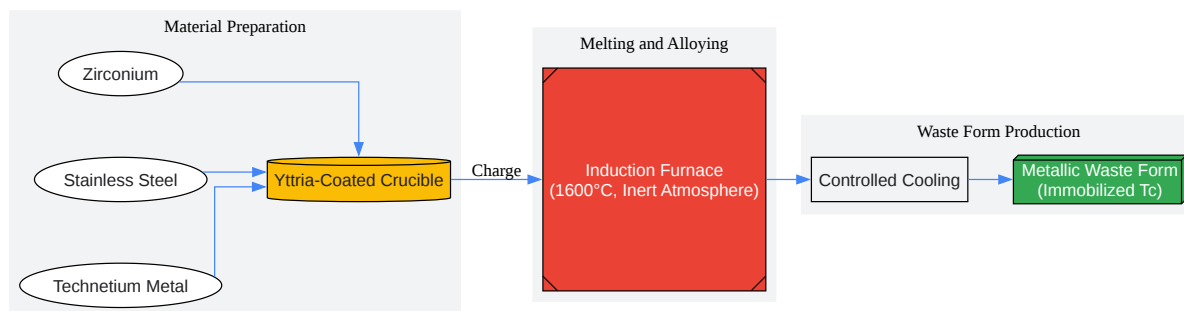 Material Preparation
Zirconium
Stainless Steel
Technetium Metal
Yttria-Coated Crucible
Charge
Melting and Alloying
Induction Furnace
(1600°C, Inert Atmosphere)
Waste Form Production
Controlled Cooling
Metallic Waste Form
(Immobilized Tc)